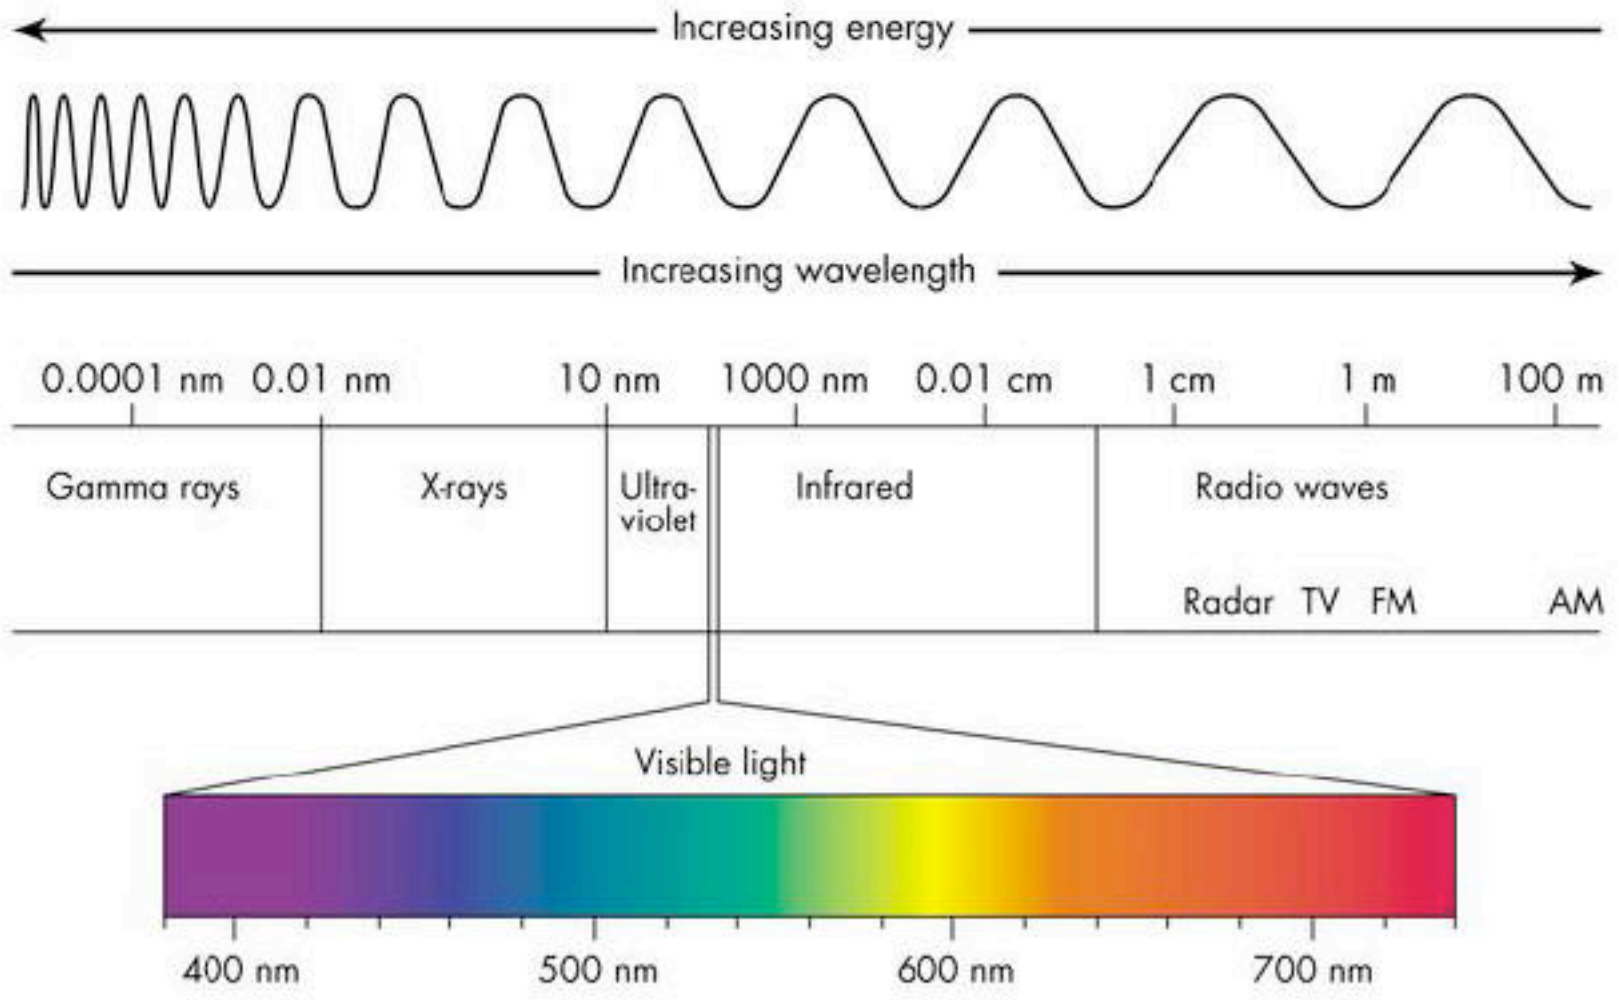 Increasing energy
Increasing wavelength
0.0001 nm 0.01 nm 10 nm 1000 nm 0.01 cm 1 cm 1 m 100 m
Gamma rays X-rays Ultra- Infrared Radio waves
violet
Radar TV FM AM
Visible light
400 nm 500 nm 600 nm 700 nm